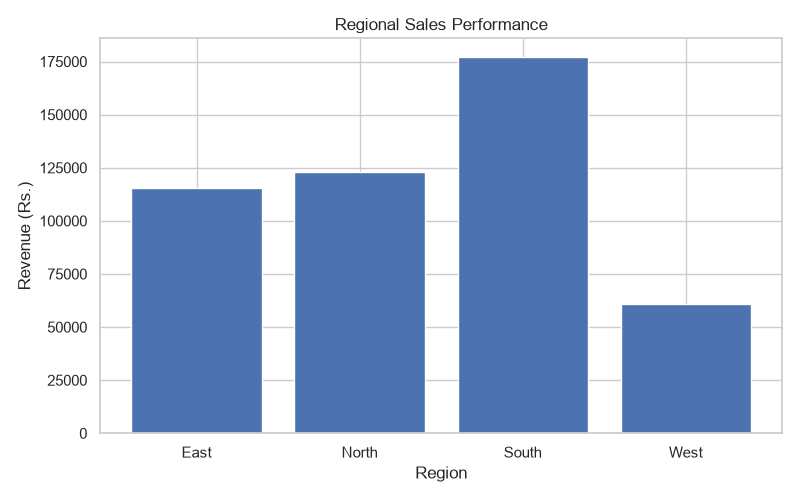 Regional Sales Performance
Revenue (Rs.)
175000
150000
125000
100000
75000
50000
25000
0
East North South West
Region